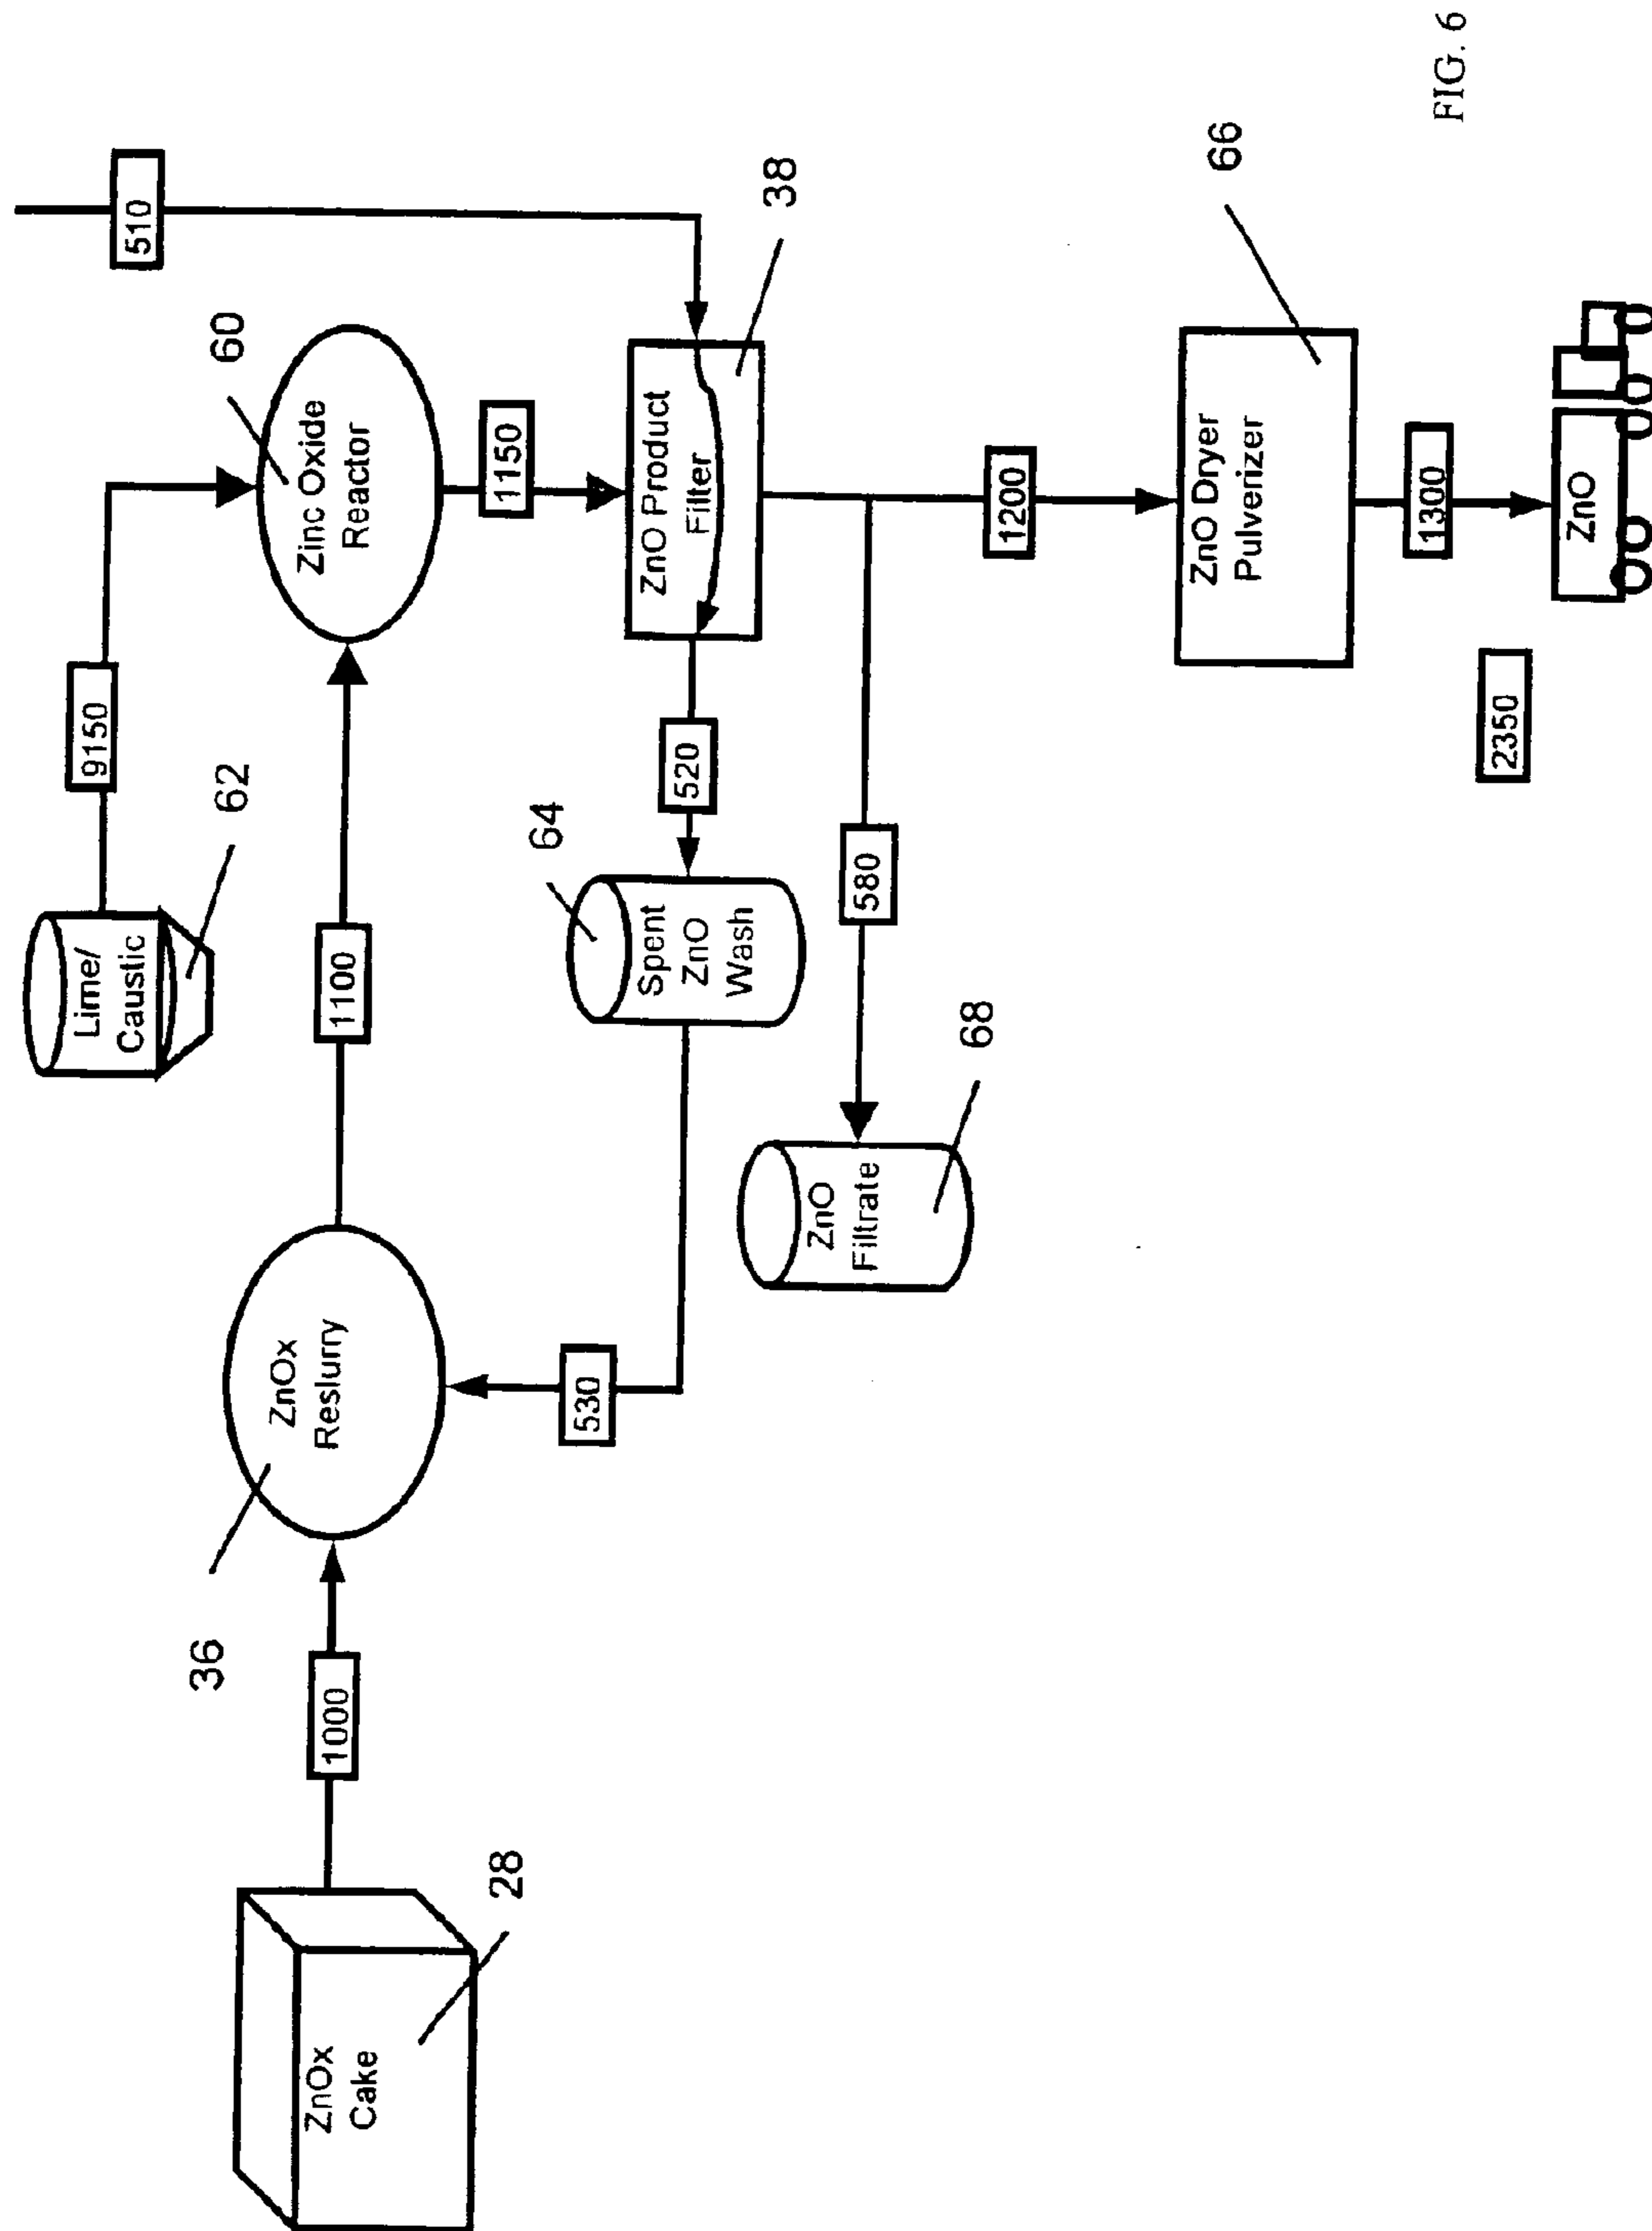 510
9150
60
Lime/
Caustic
62
Zinc Oxide
Reactor
1100
1150
36
ZnOx
Reslurry
1000
ZnOx
Cake
28
ZnO Product
Filter
38
520
64
Spent
ZnO
Wash
530
580
ZnO
Filtrate
68
1200
66
ZnO Dryer
Pulverizer
1300
2350
ZnO
FIG. 6